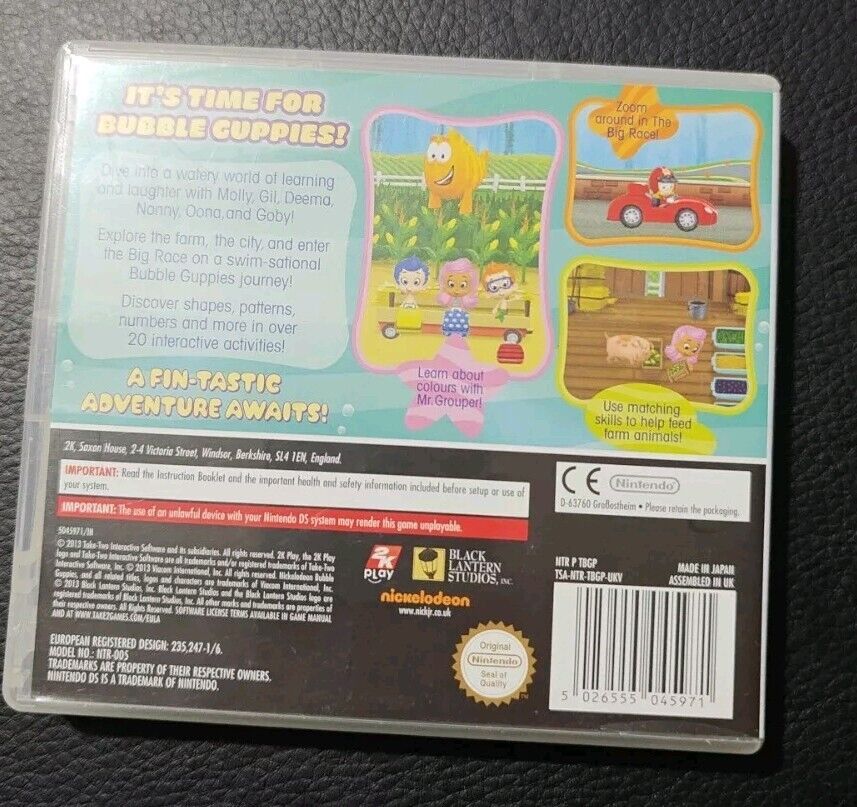 IT'S TIME FOR
BUBBLE GUPPIES!
Dive into a watery world of learning
and laughter with Molly, Gil, Deema,
Nonny, Oona, and Goby!
Explore the farm, the city, and enter
the Big Race on a swim-sational
Bubble Guppies journey!
Discover shapes, patterns,
numbers and more in over
20 interactive activities!
A FIN-TASTIC
ADVENTURE AWAITS!
Learn about
colours with
Mr. Grouper!
Zoom
around in The
Big Race!
Use matching
skills to help feed
farm animals!
2K, Saxon House, 2-4 Victoria Street, Windsor, Berkshire, SL4 1EN, England.
IMPORTANT: Read the Instruction Booklet and the important health and safety information included before setup or use of
your system.
IMPORTANT: The use of an unlawful device with your Nintendo DS system may render this game unplayable.
CE Nintendo
D-63760 Großostheim • Please retain the packaging.
5045971/IN
© 2013 Take-Two Interactive Software and its subsidiaries. All rights reserved. 2K Play, the 2K Play
logo and Take-Two Interactive Software are all trademarks and/or registered trademarks of Take-Two
Interactive Software, Inc. © 2013 Viacom International, Inc. All rights reserved. Nickelodeon Bubble
Guppies, and all related titles, logos and characters are trademarks of Viacom International, Inc.
© 2013 Black Lantern Studios, Inc. Black Lantern Studios and the Black Lantern Studios logo are
registered trademarks of Black Lantern Studios, Inc. All other marks and trademarks are properties of
their respective owners. All Rights Reserved. SOFTWARE LICENSE TERMS AVAILABLE IN GAME MANUAL
AND AT WWW.TAKE2GAMES.COM/EULA
2K
PLAY
BLACK
LANTERN
STUDIOS, INC.
nickelodeon
www.nickjr.co.uk
NTR P TBGP
TSA-NTR-TBGP-UKV
MADE IN JAPAN
ASSEMBLED IN UK
EUROPEAN REGISTERED DESIGN: 235,247-1/6.
MODEL NO.: NTR-005
TRADEMARKS ARE PROPERTY OF THEIR RESPECTIVE OWNERS.
NINTENDO DS IS A TRADEMARK OF NINTENDO.
Original
Nintendo
Seal of
Quality
TM
5 026555 045971